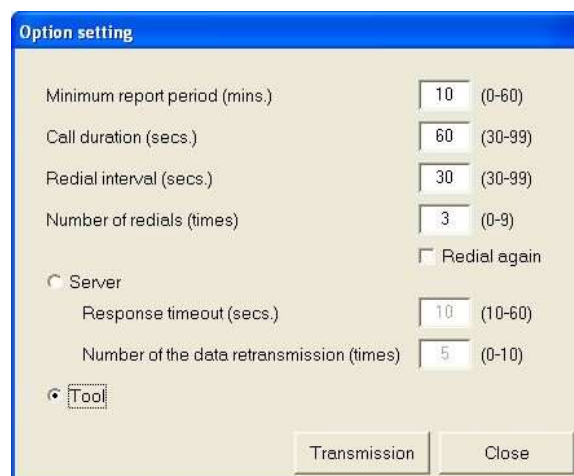 Option setting
Minimum report period (mins.) 10 (0-60)
Call duration (secs.) 60 (30-99)
Redial interval (secs.) 30 (30-99)
Number of redials (times) 3 (0-9)
Redial again
Server
Response timeout (secs.) 10 (10-60)
Number of the data retransmission (times) 5 (0-10)
Tool
Transmission Close